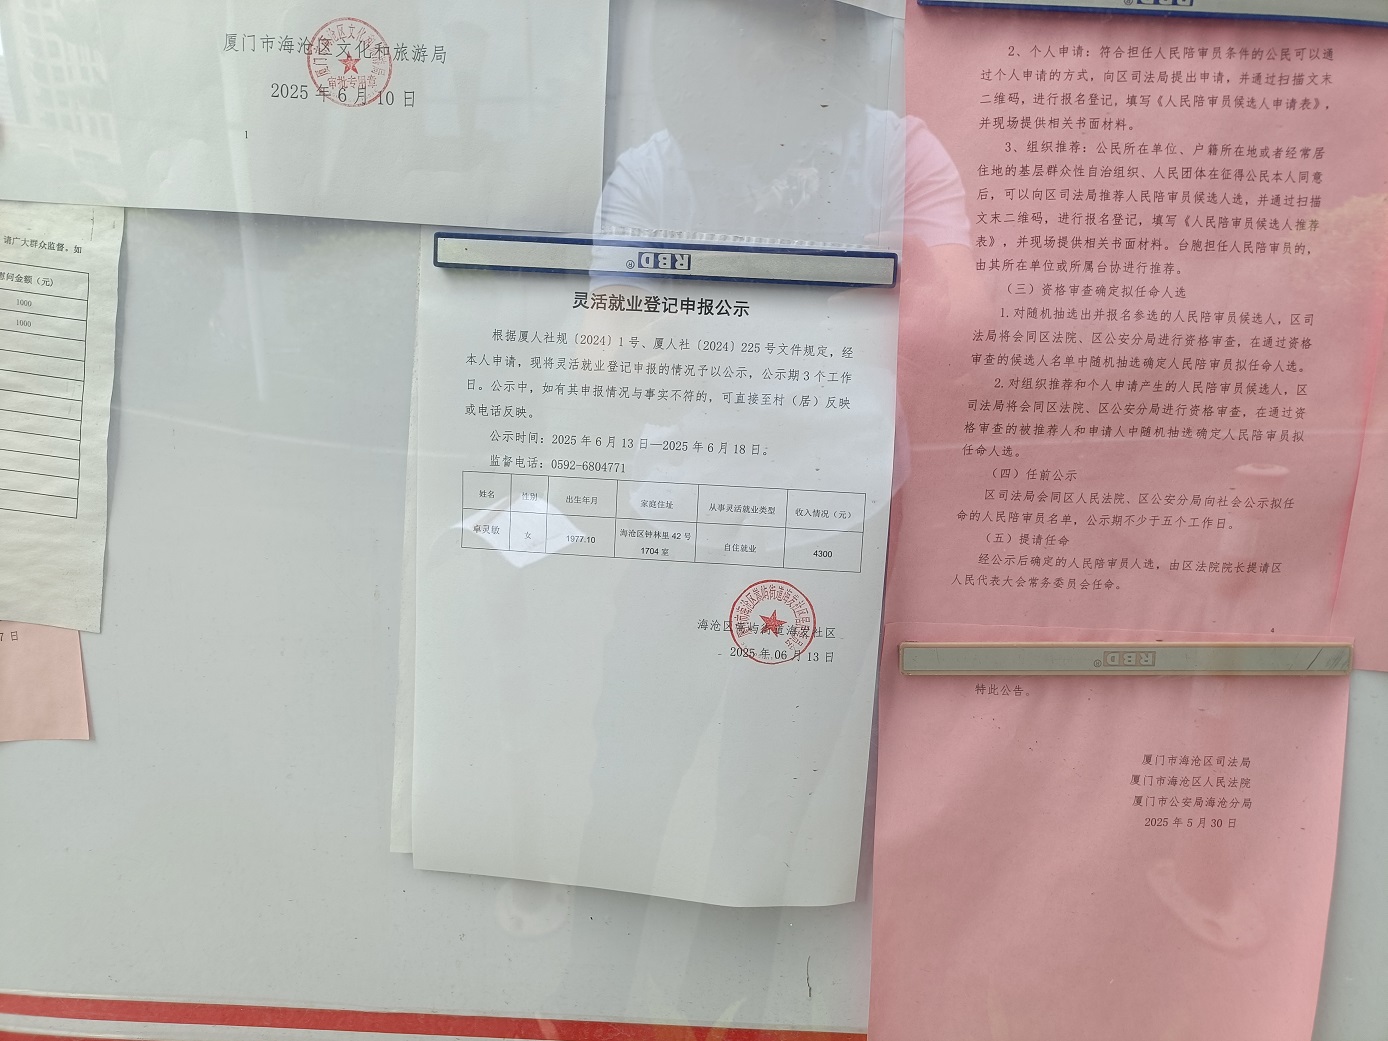 厦门市海沧区文化和旅游局
2025 年 6 月 10 日
审批专用章
1
请广大群众监督。如
慰问金额（元）
1000
1000
7 日
RBD®
灵活就业登记申报公示
根据厦人社规〔2024〕1 号、厦人社〔2024〕225 号文件规定，经
本人申请，现将灵活就业登记申报的情况予以公示，公示期 3 个工作
日。公示中，如有其申报情况与事实不符的，可直接至村（居）反映
或电话反映。
公示时间：2025 年 6 月 13 日—2025 年 6 月 18 日。
监督电话：0592-6804771
姓名 性别 出生年月 家庭住址 从事灵活就业类型 收入情况（元）
卓灵敏 女 1977.10 海沧区钟林里 42 号 自住就业 4300
1704 室
海沧区嵩屿街道海发社区
2025 年 06 月 13 日
RBD®
2、个人申请：符合担任人民陪审员条件的公民可以通
过个人申请的方式，向区司法局提出申请，并通过扫描文末
二维码，进行报名登记，填写《人民陪审员候选人申请表》，
并现场提供相关书面材料。
3、组织推荐：公民所在单位、户籍所在地或者经常居
住地的基层群众性自治组织、人民团体在征得公民本人同意
后，可以向区司法局推荐人民陪审员候选人选，并通过扫描
文末二维码，进行报名登记，填写《人民陪审员候选人推荐
表》，并现场提供相关书面材料。台胞担任人民陪审员的，
由其所在单位或所属台协进行推荐。
（三）资格审查确定拟任命人选
1. 对随机抽选出并报名参选的人民陪审员候选人，区司
法局将会同区法院、区公安分局进行资格审查，在通过资格
审查的候选人名单中随机抽选确定人民陪审员拟任命人选。
2. 对组织推荐和个人申请产生的人民陪审员候选人，区
司法局将会同区法院、区公安分局进行资格审查，在通过资
格审查的被推荐人和申请人中随机抽选确定人民陪审员拟
任命人选。
（四）任前公示
区司法局会同区人民法院、区公安分局向社会公示拟任
命的人民陪审员名单，公示期不少于五个工作日。
（五）提请任命
经公示后确定的人民陪审员人选，由区法院院长提请区
人民代表大会常务委员会任命。
4
RBD®
特此公告。
厦门市海沧区司法局
厦门市海沧区人民法院
厦门市公安局海沧分局
2025 年 5 月 30 日